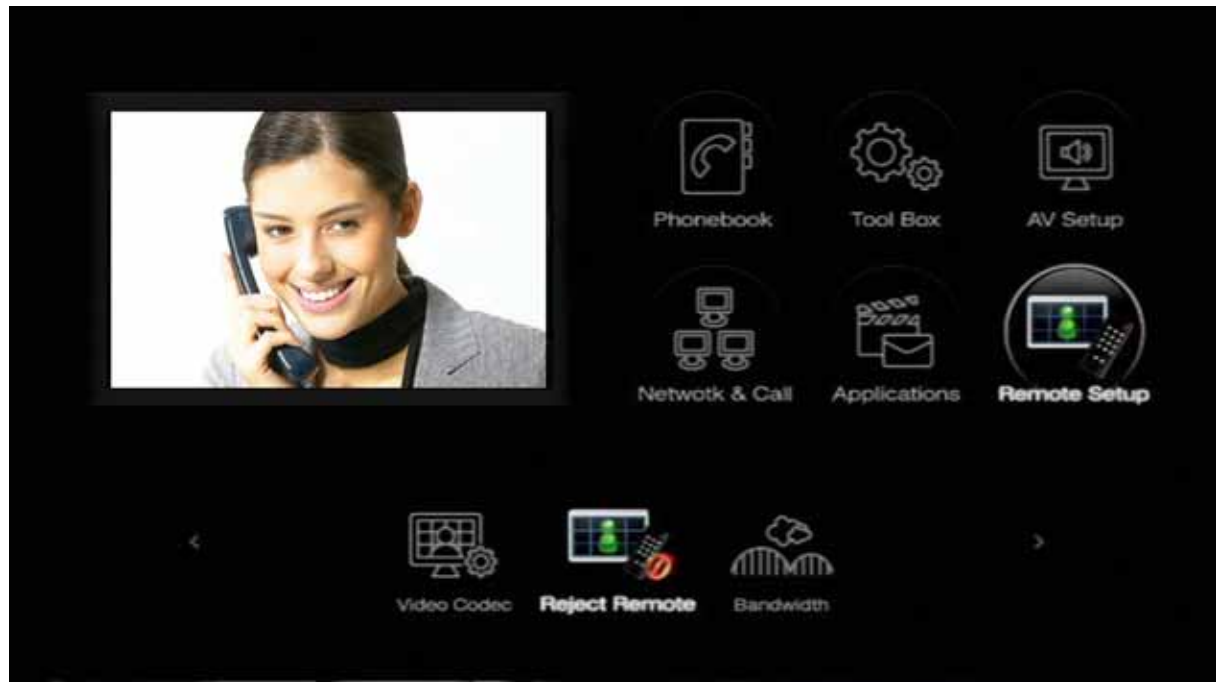 Phonebook Tool Box AV Setup
Netwotk & Call Applications Remote Setup
Video Codec Reject Remote Bandwidth